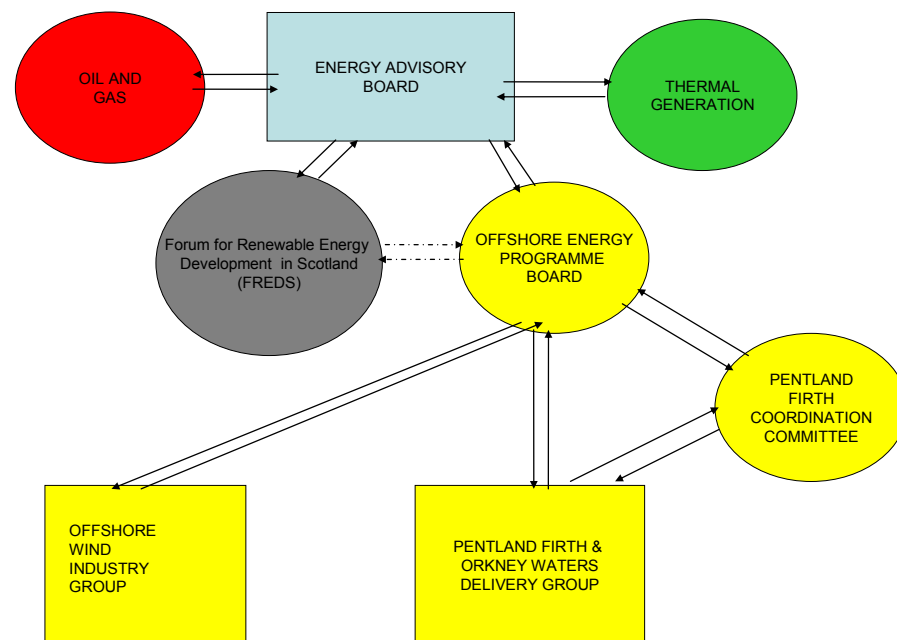 OIL AND
GAS
ENERGY ADVISORY
BOARD
THERMAL
GENERATION
Forum for Renewable Energy
Development in Scotland
(FREDS)
OFFSHORE ENERGY
PROGRAMME
BOARD
PENTLAND
FIRTH
COORDINATION
COMMITTEE
OFFSHORE
WIND
INDUSTRY
GROUP
PENTLAND FIRTH &
ORKNEY WATERS
DELIVERY GROUP